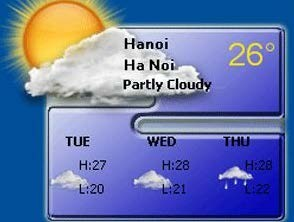 Hanoi
26°
Ha Noi
Partly Cloudy
TUE WED THU
H:27 H:28 H:28
L:20 L:21 L:22